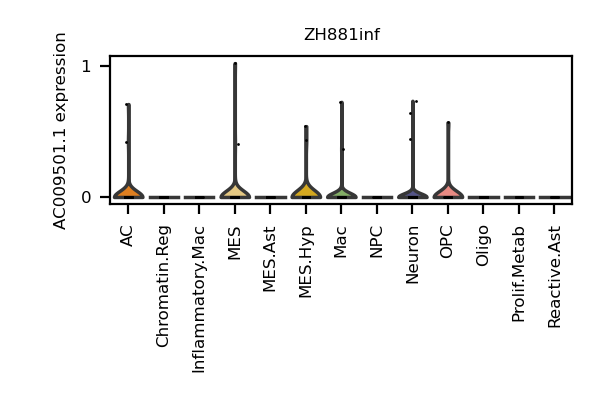 ZH881inf
AC009501.1 expression
1
0
AC
Chromatin.Reg
Inflammatory.Mac
MES
MES.Ast
MES.Hyp
Mac
NPC
Neuron
OPC
Oligo
Prolif.Metab
Reactive.Ast